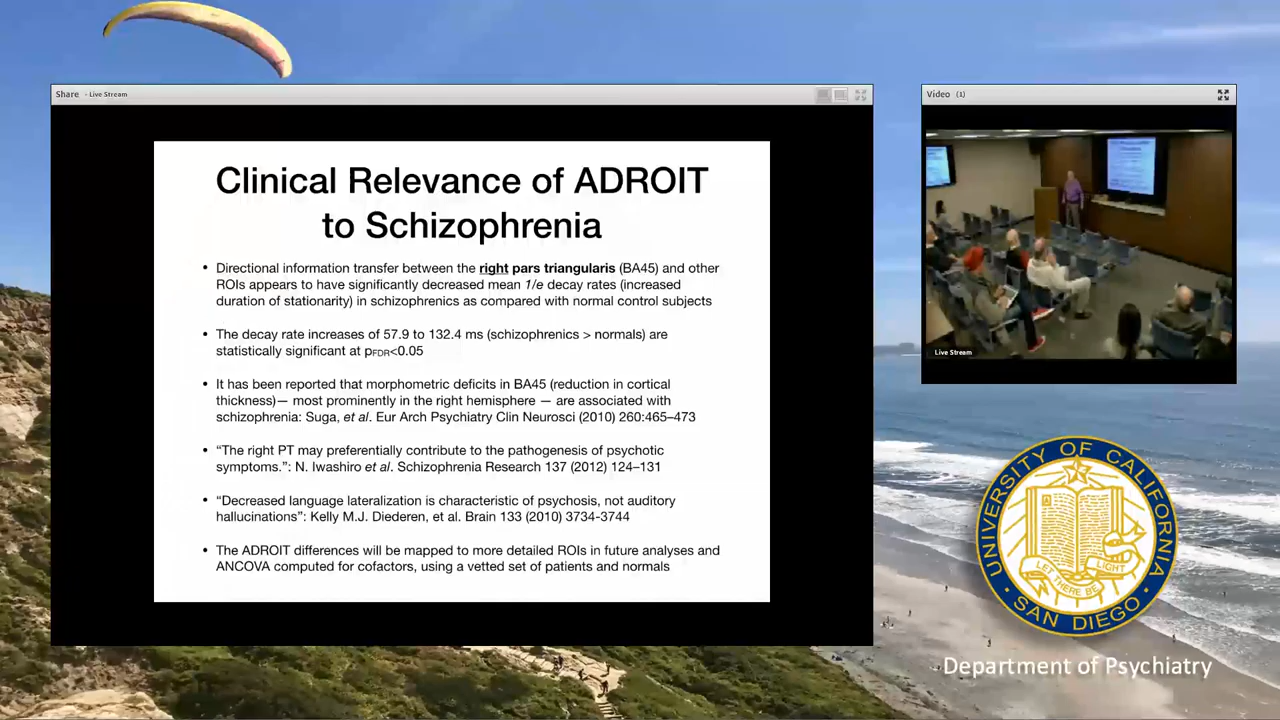 Share - Live Stream
Clinical Relevance of ADROIT
to Schizophrenia
• Directional information transfer between the right pars triangularis (BA45) and other
ROIs appears to have significantly decreased mean 1/e decay rates (increased
duration of stationarity) in schizophrenics as compared with normal control subjects
• The decay rate increases of 57.9 to 132.4 ms (schizophrenics > normals) are
statistically significant at pFDR<0.05
• It has been reported that morphometric deficits in BA45 (reduction in cortical
thickness)— most prominently in the right hemisphere — are associated with
schizophrenia: Suga, et al. Eur Arch Psychiatry Clin Neurosci (2010) 260:465–473
• “The right PT may preferentially contribute to the pathogenesis of psychotic
symptoms.”: N. Iwashiro et al. Schizophrenia Research 137 (2012) 124–131
• “Decreased language lateralization is characteristic of psychosis, not auditory
hallucinations”: Kelly M.J. Diederen, et al. Brain 133 (2010) 3734-3744
• The ADROIT differences will be mapped to more detailed ROIs in future analyses and
ANCOVA computed for cofactors, using a vetted set of patients and normals
Video (1)
Live Stream
UNIVERSITY OF CALIFORNIA
LET THERE BE LIGHT
SAN DIEGO
Department of Psychiatry